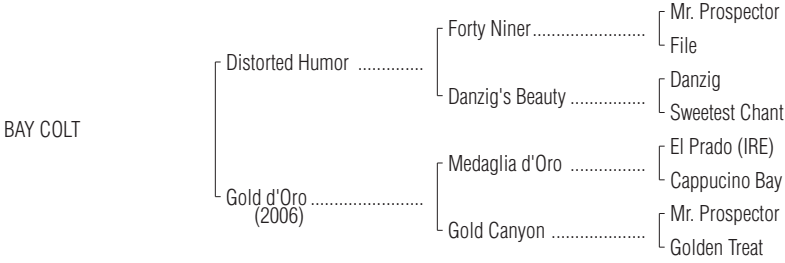 Mr. Prospector
Forty Niner........................
File
Distorted Humor ..............
Danzig
Danzig's Beauty ................
Sweetest Chant
BAY COLT
El Prado (IRE)
Medaglia d'Oro ................
Cappucino Bay
Gold d'Oro ........................
(2006)
Mr. Prospector
Gold Canyon ....................
Golden Treat